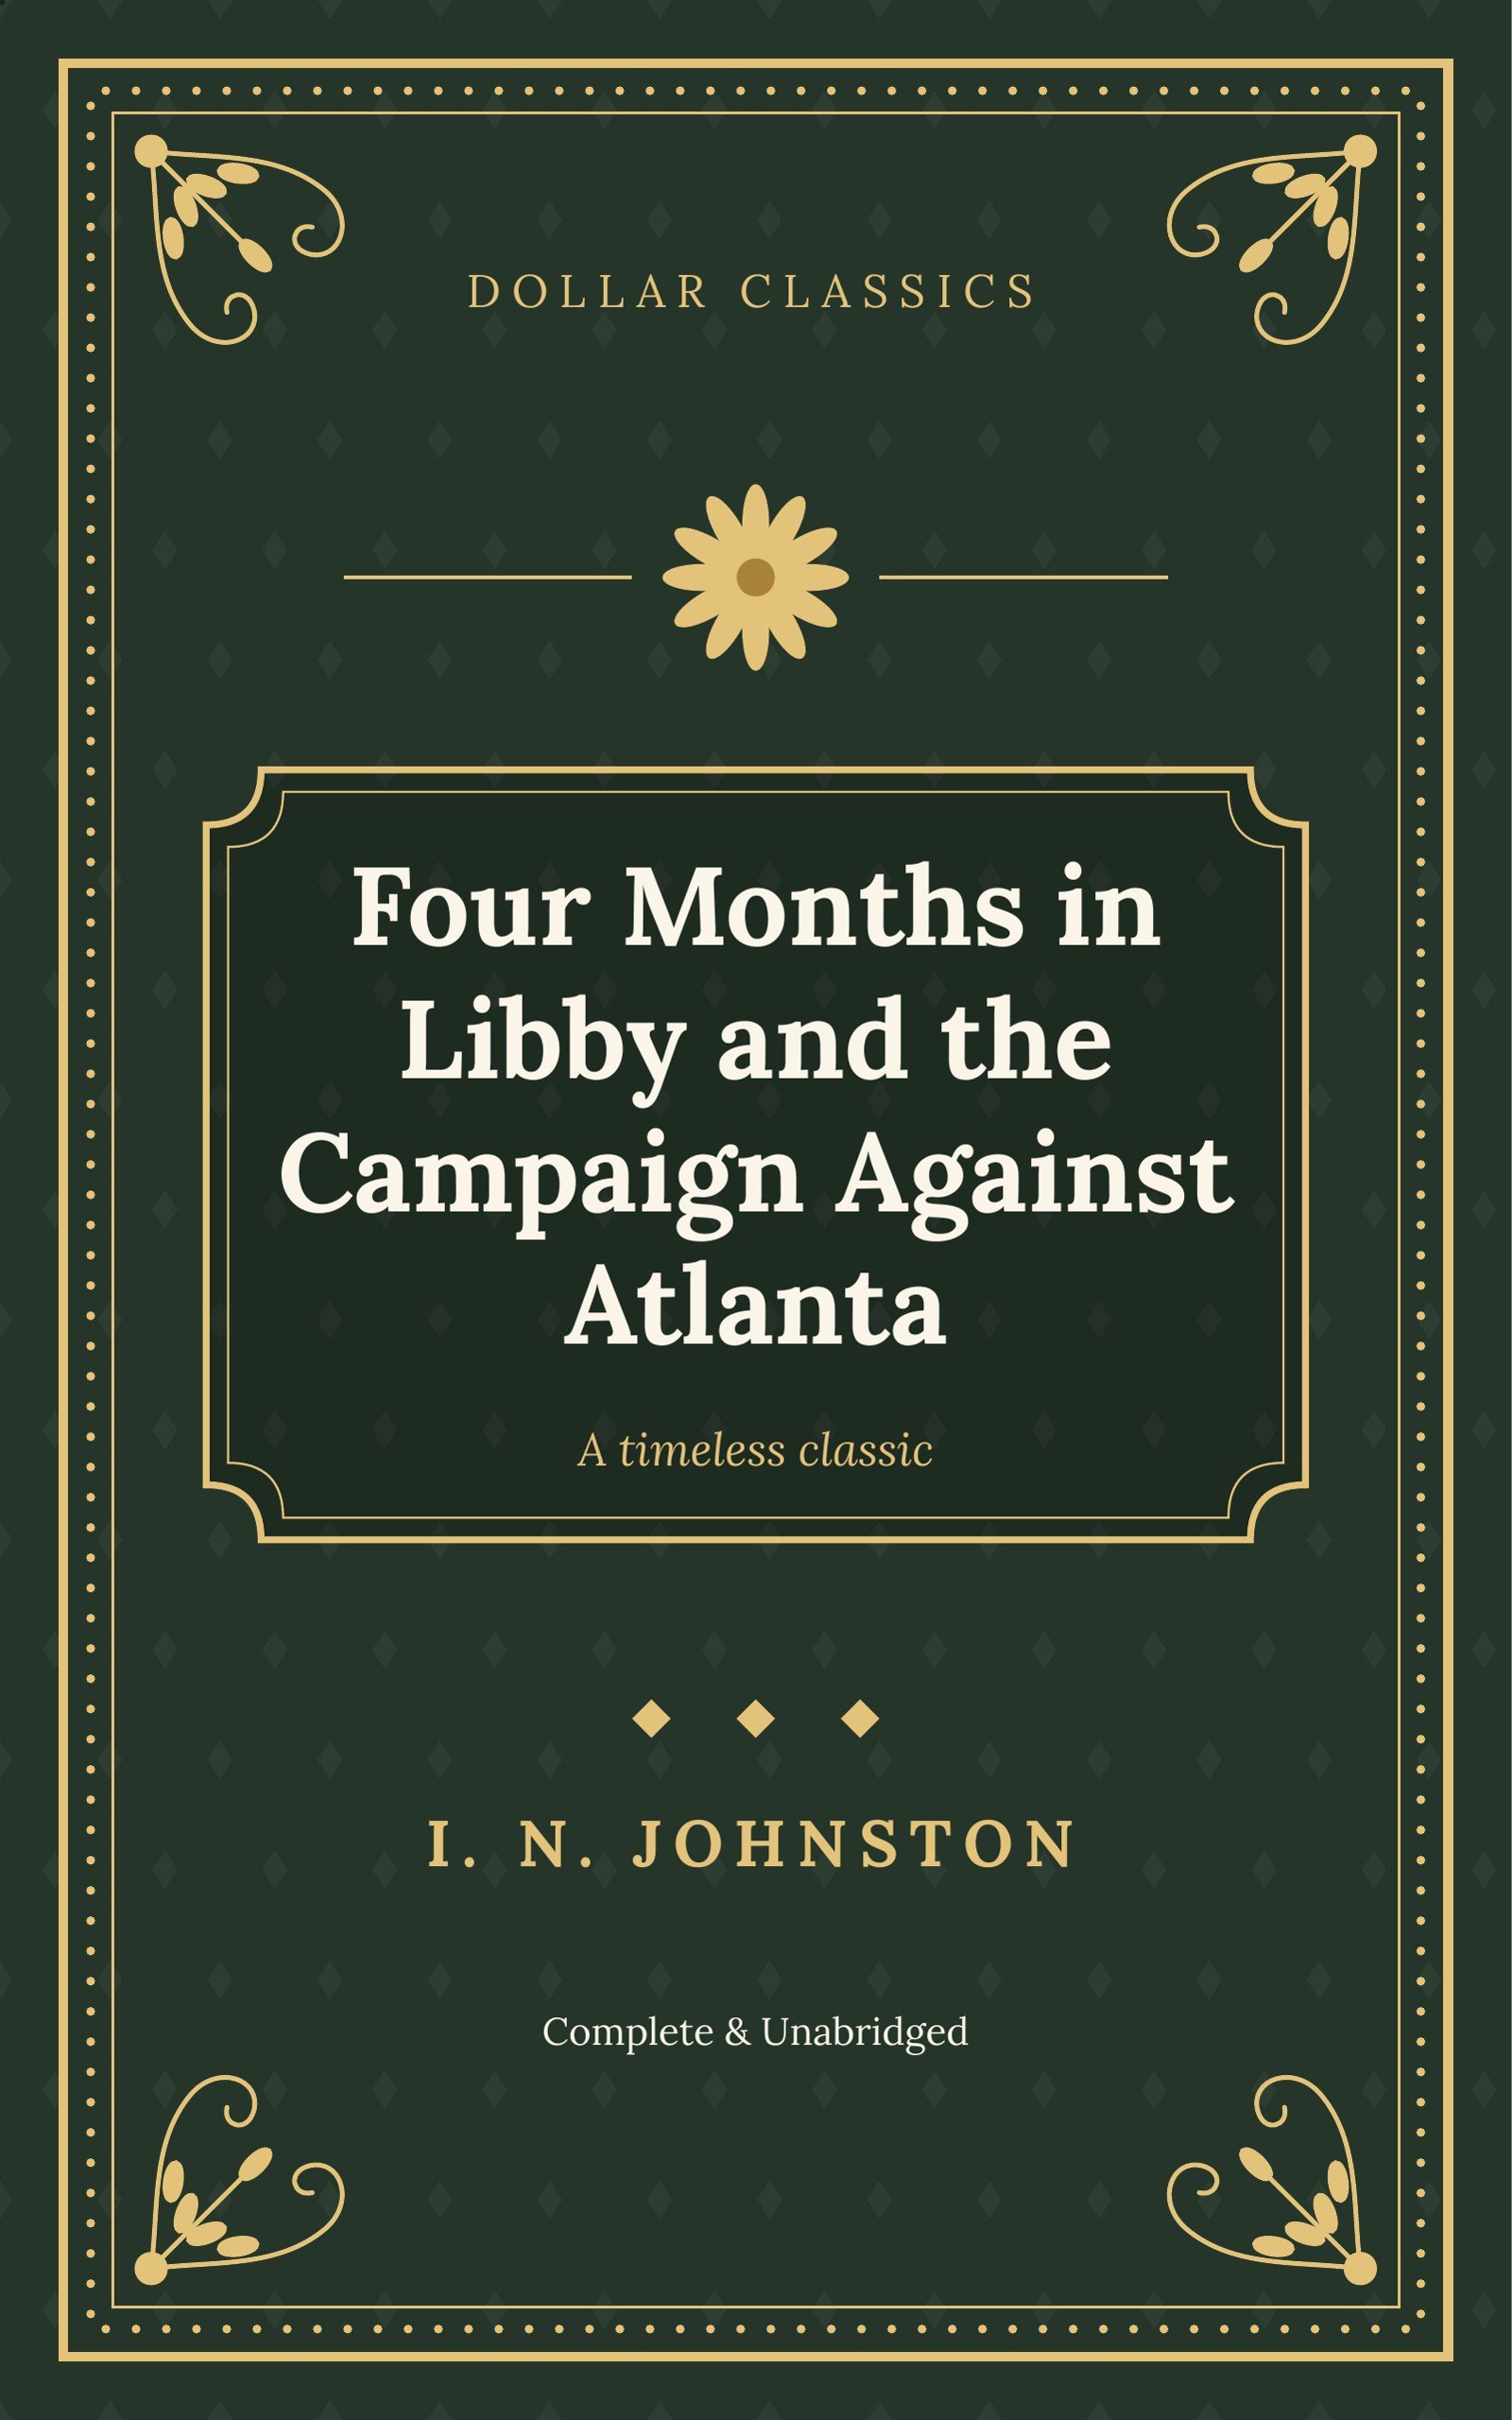 DOLLAR CLASSICS
Four Months in
Libby and the
Campaign Against
Atlanta
A timeless classic
I. N. JOHNSTON
Complete & Unabridged